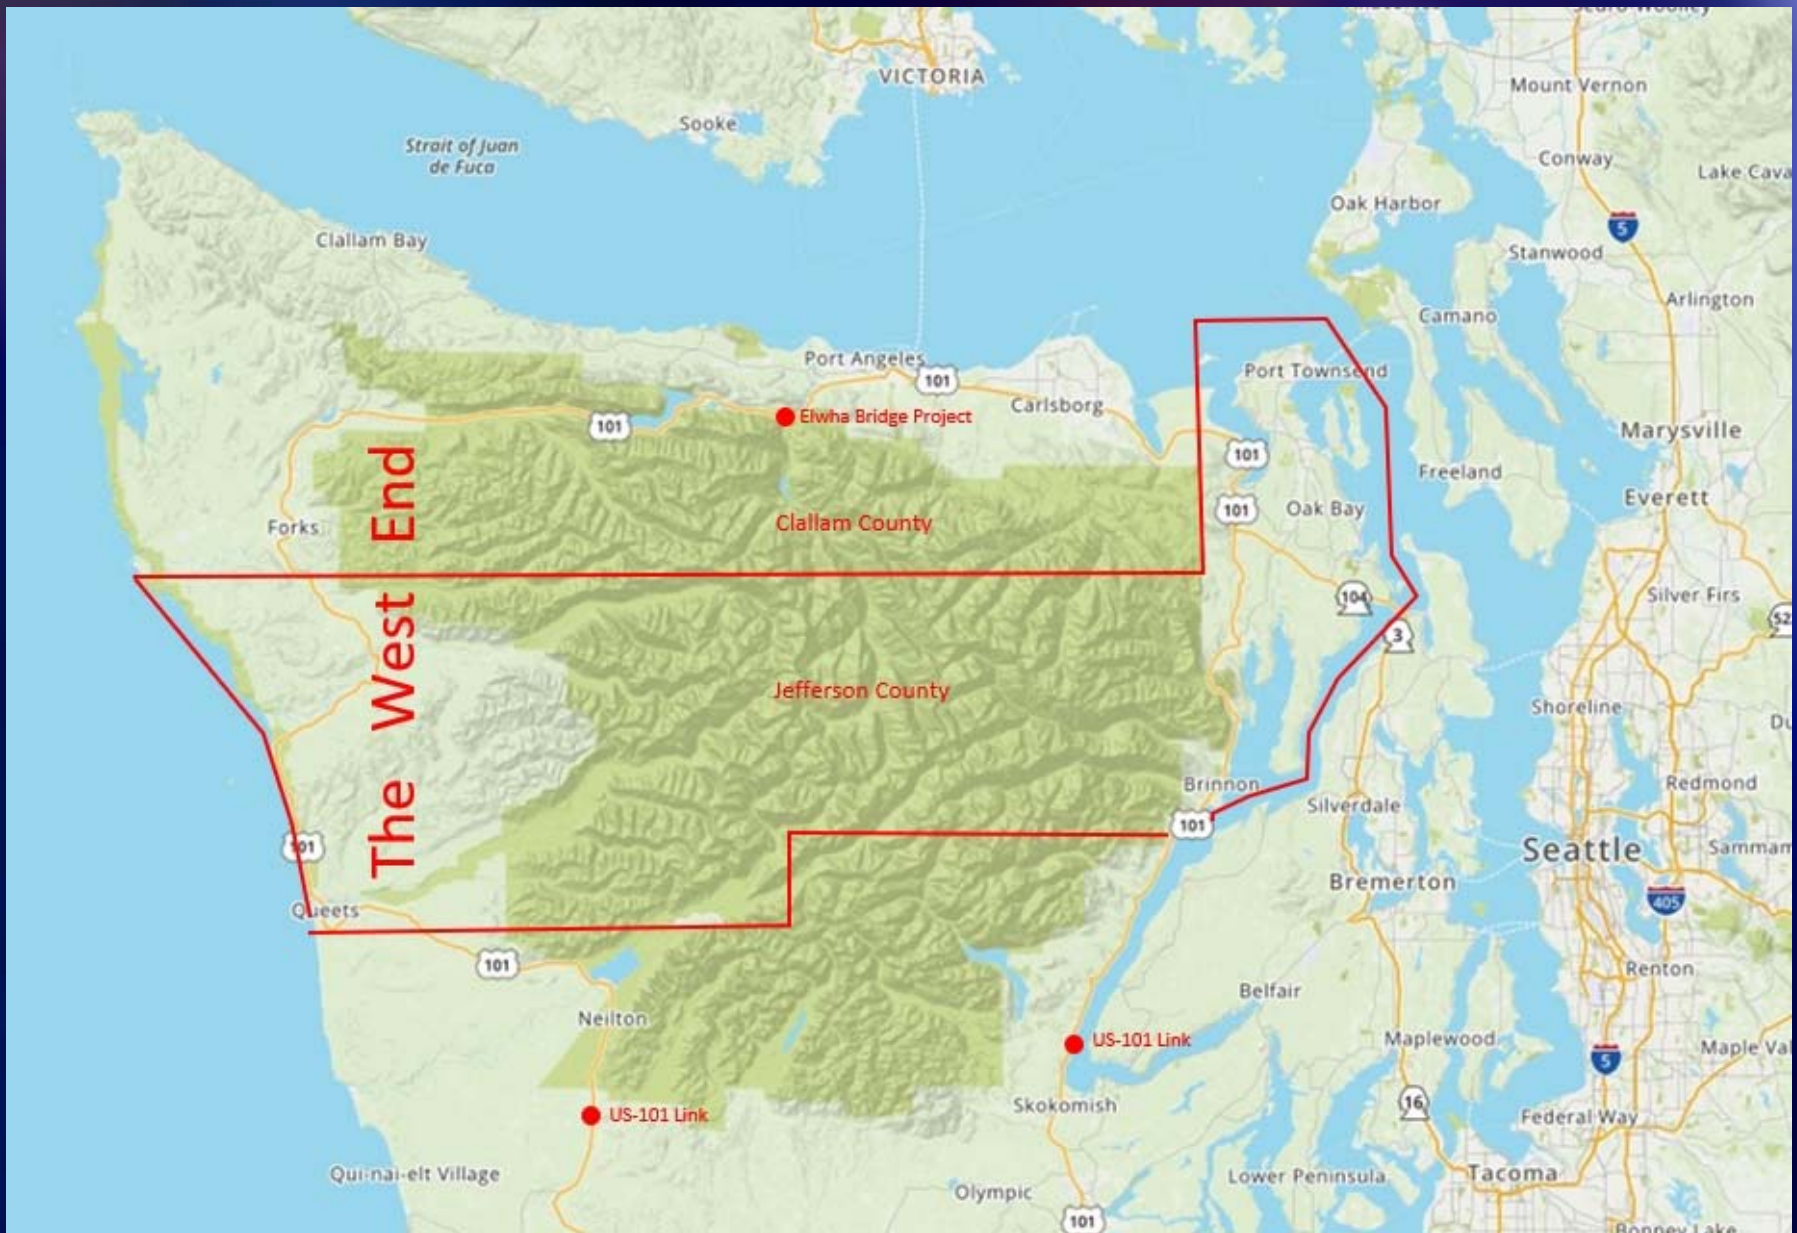 VICTORIA
Mount Vernon
Sooke
Strait of Juan
de Fuca
Conway
Oak Harbor
5
Clallam Bay
Stanwood
Arlington
Camano
Port Angeles
101
Port Townsend
Carlsborg
Elwha Bridge Project
101
Marysville
101
Freeland
Everett
101
Oak Bay
Clallam County
Forks
The West End
104
Silver Firs
3
Jefferson County
Shoreline
Brinnon
Redmond
Silverdale
101
101
Seattle
Bremerton
405
Queets
101
Renton
Belfair
Neilton
US-101 Link
Maplewood
5
Skokomish
16
US-101 Link
Federal Way
Qui-nai-elt Village
Lower Peninsula
Tacoma
Olympic
101